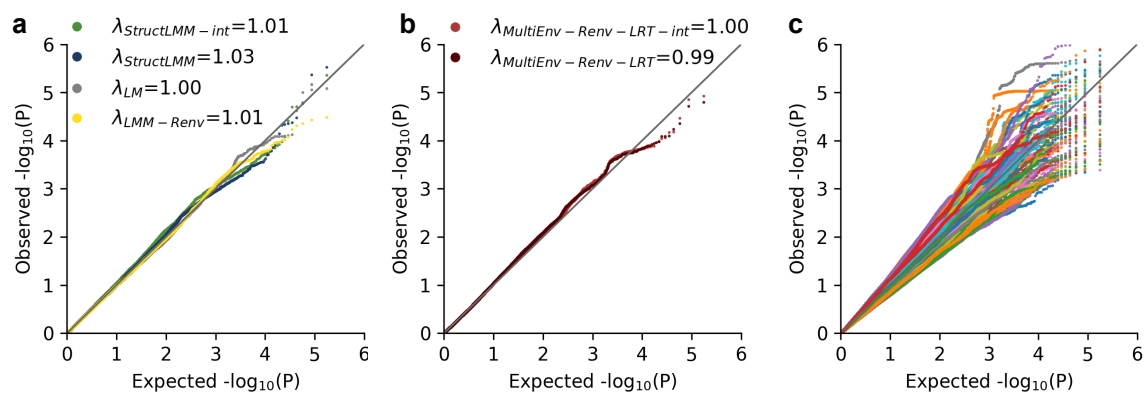 a
λStructLMM−int=1.01
λStructLMM=1.03
λLM=1.00
λLMM−Renv=1.01
6
5
4
3
2
1
0
Observed -log10(P)
0 1 2 3 4 5 6
Expected -log10(P)
b
λMultiEnv−Renv−LRT−int=1.00
λMultiEnv−Renv−LRT=0.99
6
5
4
3
2
1
0
Observed -log10(P)
0 1 2 3 4 5 6
Expected -log10(P)
c
6
5
4
3
2
1
0
Observed -log10(P)
0 1 2 3 4 5 6
Expected -log10(P)